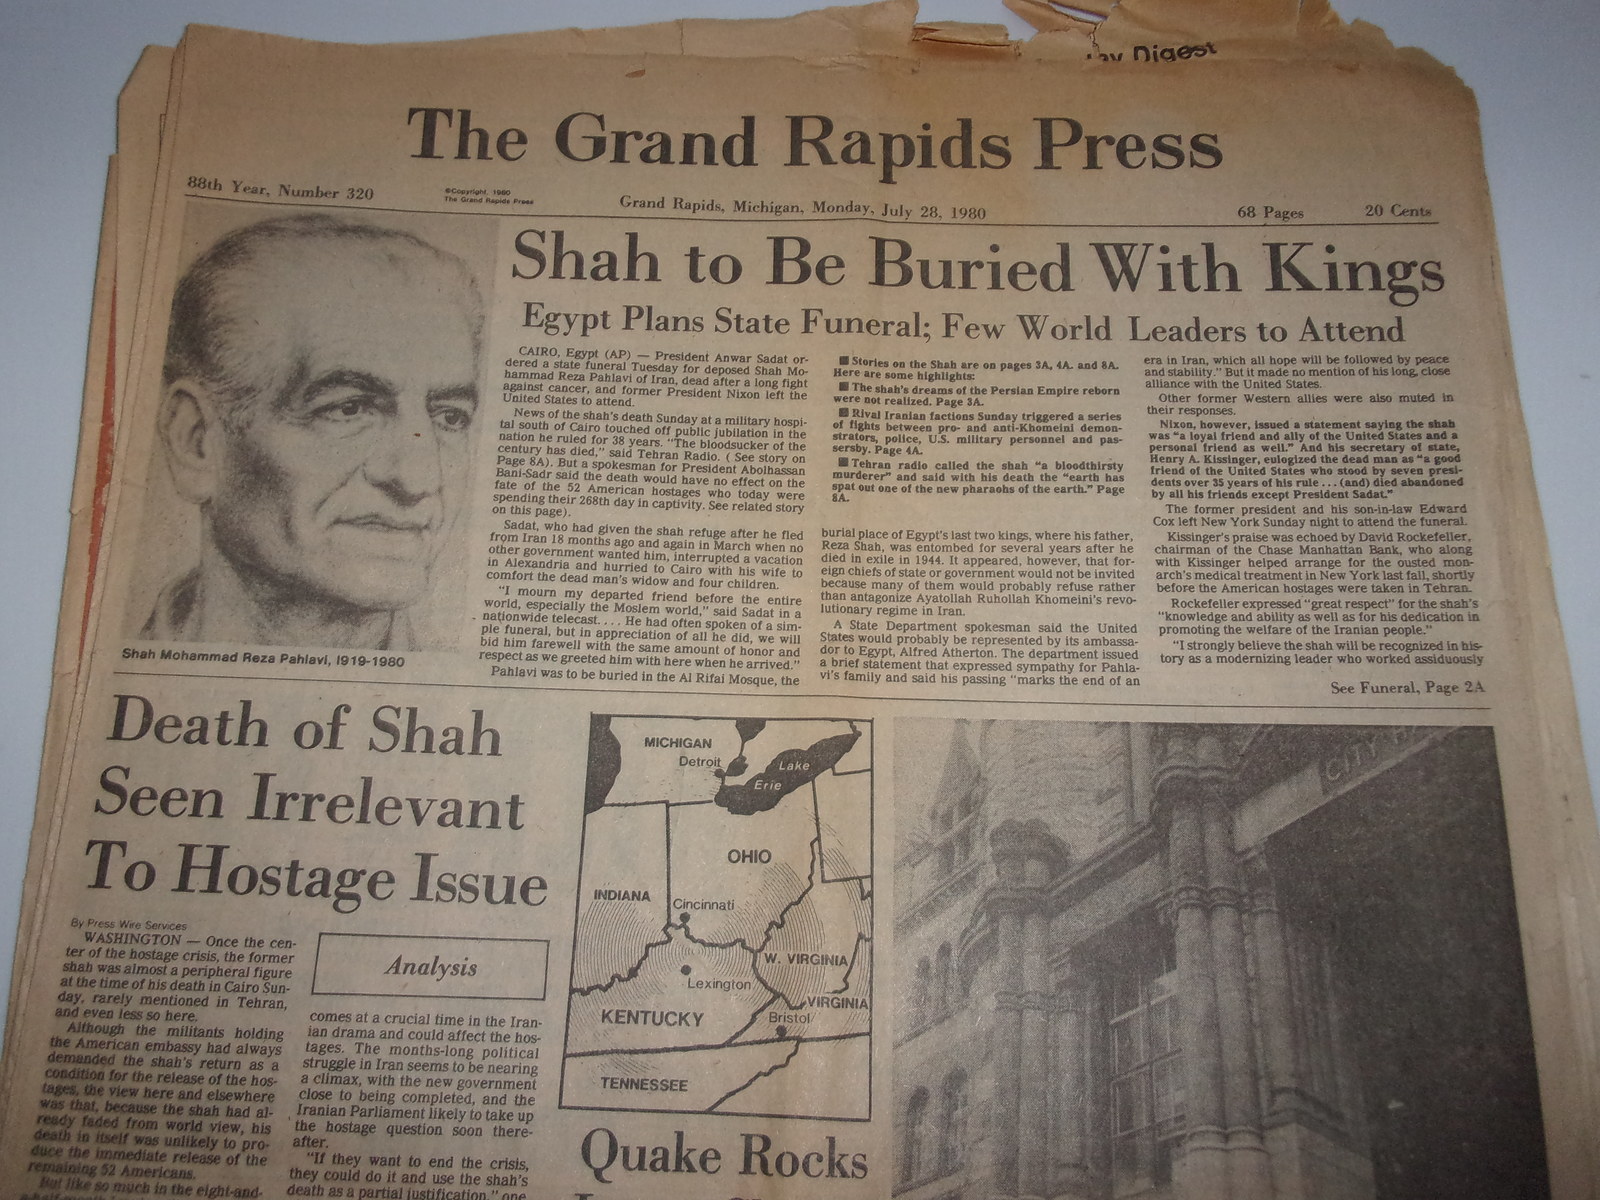 ay Digest
The Grand Rapids Press
88th Year, Number 320
©Copyright, 1980
The Grand Rapids Press
Grand Rapids, Michigan, Monday, July 28, 1980
68 Pages
20 Cents
Shah Mohammad Reza Pahlavi, 1919-1980
Shah to Be Buried With Kings
Egypt Plans State Funeral; Few World Leaders to Attend
CAIRO, Egypt (AP) — President Anwar Sadat or-
dered a state funeral Tuesday for deposed Shah Mo-
hammad Reza Pahlavi of Iran, dead after a long fight
against cancer, and former President Nixon left the
United States to attend.
News of the shah's death Sunday at a military hospi-
tal south of Cairo touched off public jubilation in the
nation he ruled for 38 years. "The bloodsucker of the
century has died," said Tehran Radio. ( See story on
Page 8A). But a spokesman for President Abolhassan
Bani-Sadr said the death would have no effect on the
fate of the 52 American hostages who today were
spending their 268th day in captivity. See related story
on this page).
Sadat, who had given the shah refuge after he fled
from Iran 18 months ago and again in March when no
other government wanted him, interrupted a vacation
in Alexandria and hurried to Cairo with his wife to
comfort the dead man's widow and four children.
"I mourn my departed friend before the entire
world, especially the Moslem world," said Sadat in a
nationwide telecast. . . . He had often spoken of a sim-
ple funeral, but in appreciation of all he did, we will
bid him farewell with the same amount of honor and
respect as we greeted him with here when he arrived."
Pahlavi was to be buried in the Al Rifai Mosque, the
■ Stories on the Shah are on pages 3A, 4A. and 8A.
Here are some highlights:
■ The shah's dreams of the Persian Empire reborn
were not realized. Page 3A.
■ Rival Iranian factions Sunday triggered a series
of fights between pro- and anti-Khomeini demon-
strators, police, U.S. military personnel and pas-
sersby. Page 4A.
■ Tehran radio called the shah "a bloodthirsty
murderer" and said with his death the "earth has
spat out one of the new pharaohs of the earth." Page
8A.
burial place of Egypt's last two kings, where his father,
Reza Shah, was entombed for several years after he
died in exile in 1944. It appeared, however, that for-
eign chiefs of state or government would not be invited
because many of them would probably refuse rather
than antagonize Ayatollah Ruhollah Khomeini's revo-
lutionary regime in Iran.
A State Department spokesman said the United
States would probably be represented by its ambassa-
dor to Egypt, Alfred Atherton. The department issued
a brief statement that expressed sympathy for Pahla-
vi's family and said his passing "marks the end of an
era in Iran, which all hope will be followed by peace
and stability." But it made no mention of his long, close
alliance with the United States.
Other former Western allies were also muted in
their responses.
Nixon, however, issued a statement saying the shah
was "a loyal friend and ally of the United States and a
personal friend as well." And his secretary of state,
Henry A. Kissinger, eulogized the dead man as "a good
friend of the United States who stood by seven presi-
dents over 35 years of his rule . . . (and) died abandoned
by all his friends except President Sadat."
The former president and his son-in-law Edward
Cox left New York Sunday night to attend the funeral.
Kissinger's praise was echoed by David Rockefeller,
chairman of the Chase Manhattan Bank, who along
with Kissinger helped arrange for the ousted mon-
arch's medical treatment in New York last fall, shortly
before the American hostages were taken in Tehran.
Rockefeller expressed "great respect" for the shah's
"knowledge and ability as well as for his dedication in
promoting the welfare of the Iranian people."
"I strongly believe the shah will be recognized in his-
tory as a modernizing leader who worked assiduously
See Funeral, Page 2A
Death of Shah
Seen Irrelevant
To Hostage Issue
By Press Wire Services
WASHINGTON — Once the cen-
ter of the hostage crisis, the former
shah was almost a peripheral figure
at the time of his death in Cairo Sun-
day, rarely mentioned in Tehran,
and even less so here.
Although the militants holding
the American embassy had always
demanded the shah's return as a
condition for the release of the hos-
tages, the view here and elsewhere
was that, because the shah had al-
ready faded from world view, his
death in itself was unlikely to pro-
duce the immediate release of the
remaining 52 Americans.
But like so much in the eight-and-
Analysis
comes at a crucial time in the Iran-
ian drama and could affect the hos-
tages. The months-long political
struggle in Iran seems to be nearing
a climax, with the new government
close to being completed, and the
Iranian Parliament likely to take up
the hostage question soon there-
after.
"If they want to end the crisis,
they could do it and use the shah's
death as a partial justification," one
MICHIGAN
Detroit
Lake
Erie
OHIO
INDIANA
Cincinnati
W. VIRGINIA
Lexington
VIRGINIA
KENTUCKY
Bristol
TENNESSEE
Quake Rocks
CITY